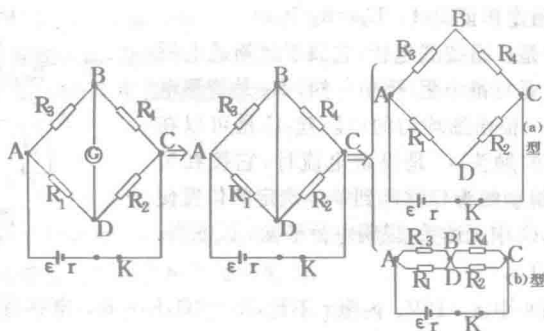 B
R₃
R₄
G
A
C
R₁
R₂
D
ε r
K
B
R₃
R₄
A
C
R₁
R₂
D
ε r
K
B
R₃
R₄
A
C
(a)
型
R₁
R₂
D
ε r
K
R₃ B R₄
A
C
(b)型
R₁ D R₂
ε r
K